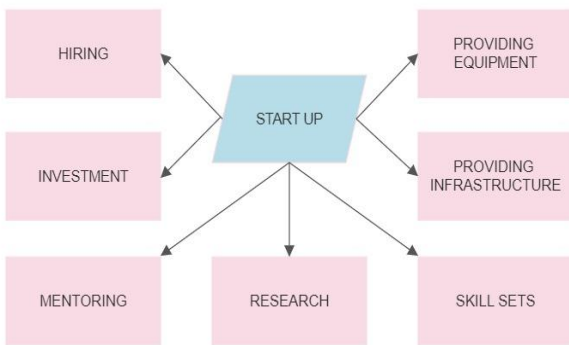 HIRING
PROVIDING
EQUIPMENT
START UP
INVESTMENT
PROVIDING
INFRASTRUCTURE
MENTORING
RESEARCH
SKILL SETS